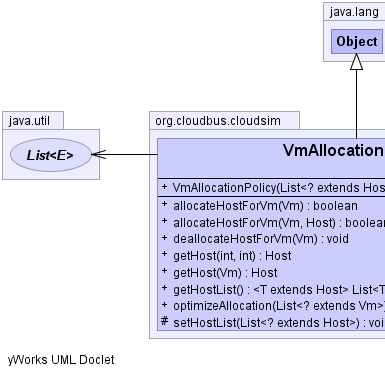 java.lang
Object
java.util
List<E>
org.cloudbus.cloudsim
VmAllocation
+ VmAllocationPolicy(List<? extends Host
+ allocateHostForVm(Vm) : boolean
+ allocateHostForVm(Vm, Host) : boolean
+ deallocateHostForVm(Vm) : void
+ getHost(int, int) : Host
+ getHost(Vm) : Host
+ getHostList() : <T extends Host> List<T
+ optimizeAllocation(List<? extends Vm>)
# setHostList(List<? extends Host>) : voi
yWorks UML Doclet